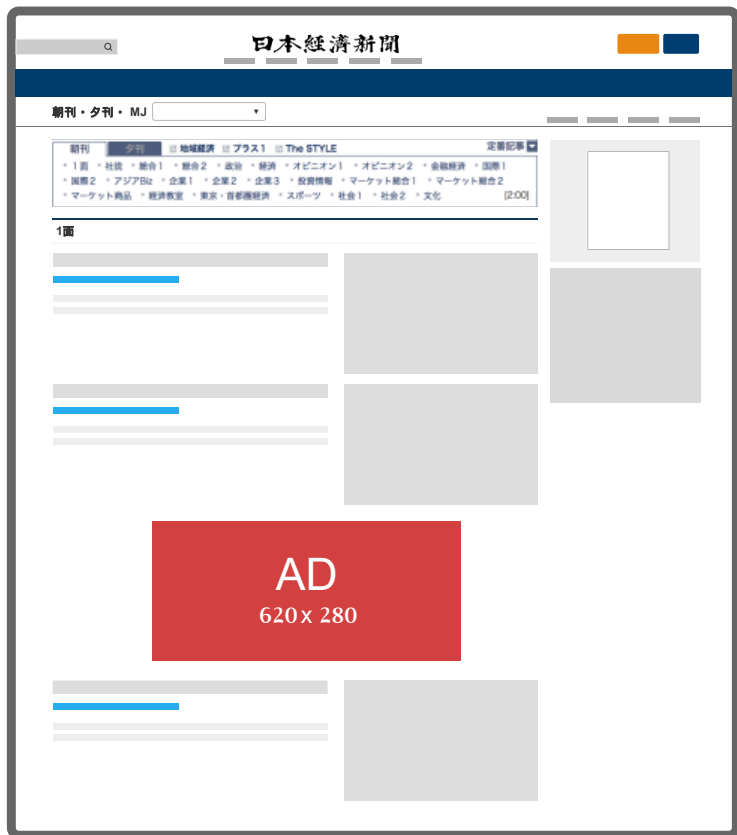 日本経済新聞
朝刊・夕刊・ MJ
朝刊 夕刊 地域経済 プラス1 The STYLE 定番記事
・1面 ・社説 ・総合1 ・総合2 ・政治 ・経済 ・オピニオン1 ・オピニオン2 ・金融経済 ・国際1
・国際2 ・アジアBiz ・企業1 ・企業2 ・企業3 ・投資情報 ・マーケット総合1 ・マーケット総合2
・マーケット商品 ・経済教室 ・東京・首都圏経済 ・スポーツ ・社会1 ・社会2 ・文化 [2:00]
1面
AD
620 x 280